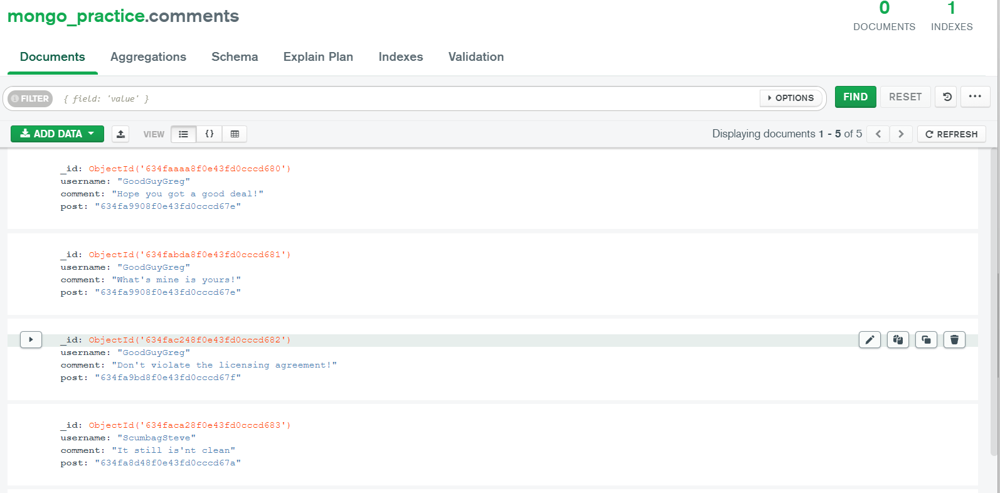 mongo_practice.comments
0
DOCUMENTS
1
INDEXES
Documents Aggregations Schema Explain Plan Indexes Validation
FILTER { field: 'value' } OPTIONS FIND RESET
ADD DATA VIEW {} Displaying documents 1 - 5 of 5 REFRESH
_id: ObjectId('634faaaa8f0e43fd0cccd680')
username: "GoodGuyGreg"
comment: "Hope you got a good deal!"
post: "634fa9908f0e43fd0cccd67e"
_id: ObjectId('634fabda8f0e43fd0cccd681')
username: "GoodGuyGreg"
comment: "What's mine is yours!"
post: "634fa9908f0e43fd0cccd67e"
_id: ObjectId('634fac248f0e43fd0cccd682')
username: "GoodGuyGreg"
comment: "Don't violate the licensing agreement!"
post: "634fa9bd8f0e43fd0cccd67f"
_id: ObjectId('634faca28f0e43fd0cccd683')
username: "ScumbagSteve"
comment: "It still is'nt clean"
post: "634fa8d48f0e43fd0cccd67a"